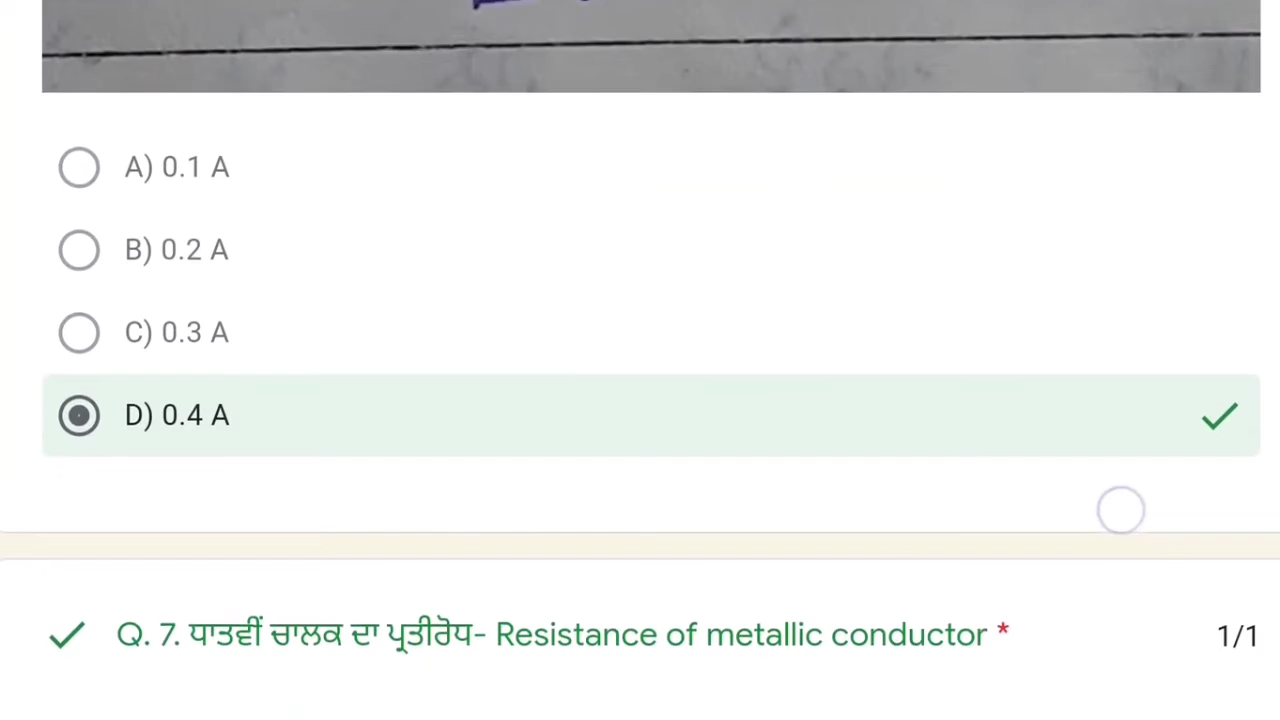 A) 0.1 A
B) 0.2 A
C) 0.3 A
D) 0.4 A
Q. 7. ਧਾਤਵੀਂ ਚਾਲਕ ਦਾ ਪ੍ਰਤੀਰੋਧ- Resistance of metallic conductor * 1/1